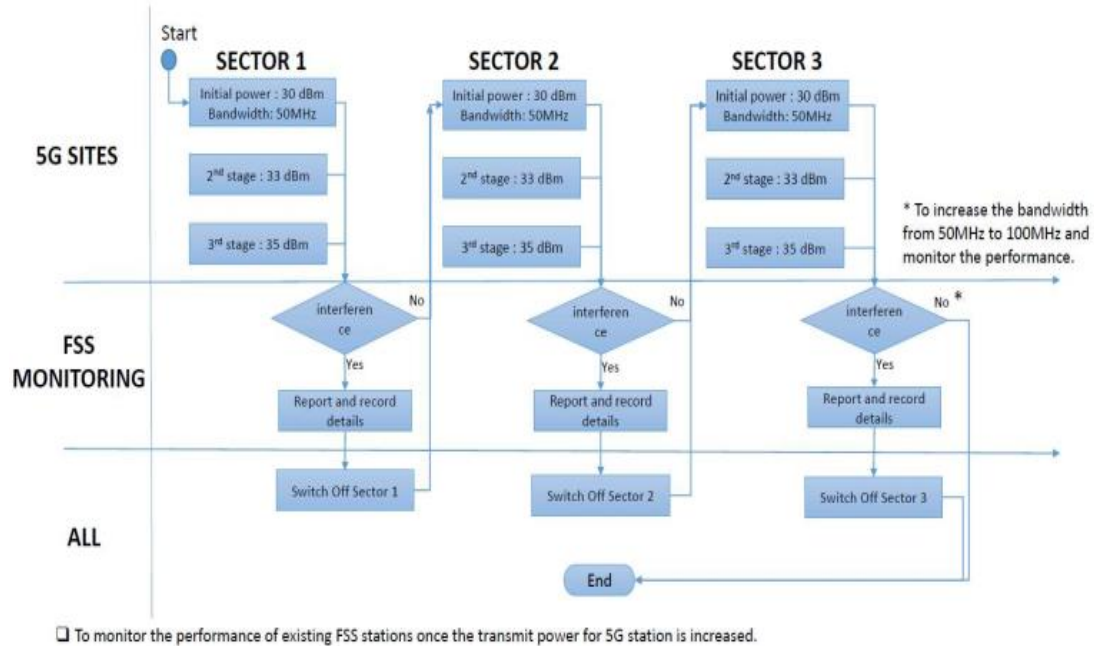 Start
SECTOR 1
SECTOR 2
SECTOR 3
5G SITES
Initial power : 30 dBm
Bandwidth: 50MHz
2nd stage : 33 dBm
3rd stage : 35 dBm
Initial power : 30 dBm
Bandwidth: 50MHz
2nd stage : 33 dBm
3rd stage : 35 dBm
Initial power : 30 dBm
Bandwidth: 50MHz
2nd stage : 33 dBm
3rd stage : 35 dBm
* To increase the bandwidth
from 50MHz to 100MHz and
monitor the performance.
FSS
MONITORING
interferen
ce
No
Yes
Report and record
details
interferen
ce
No
Yes
Report and record
details
interferen
ce
No *
Yes
Report and record
details
ALL
Switch Off Sector 1
Switch Off Sector 2
Switch Off Sector 3
End
❑ To monitor the performance of existing FSS stations once the transmit power for 5G station is increased.